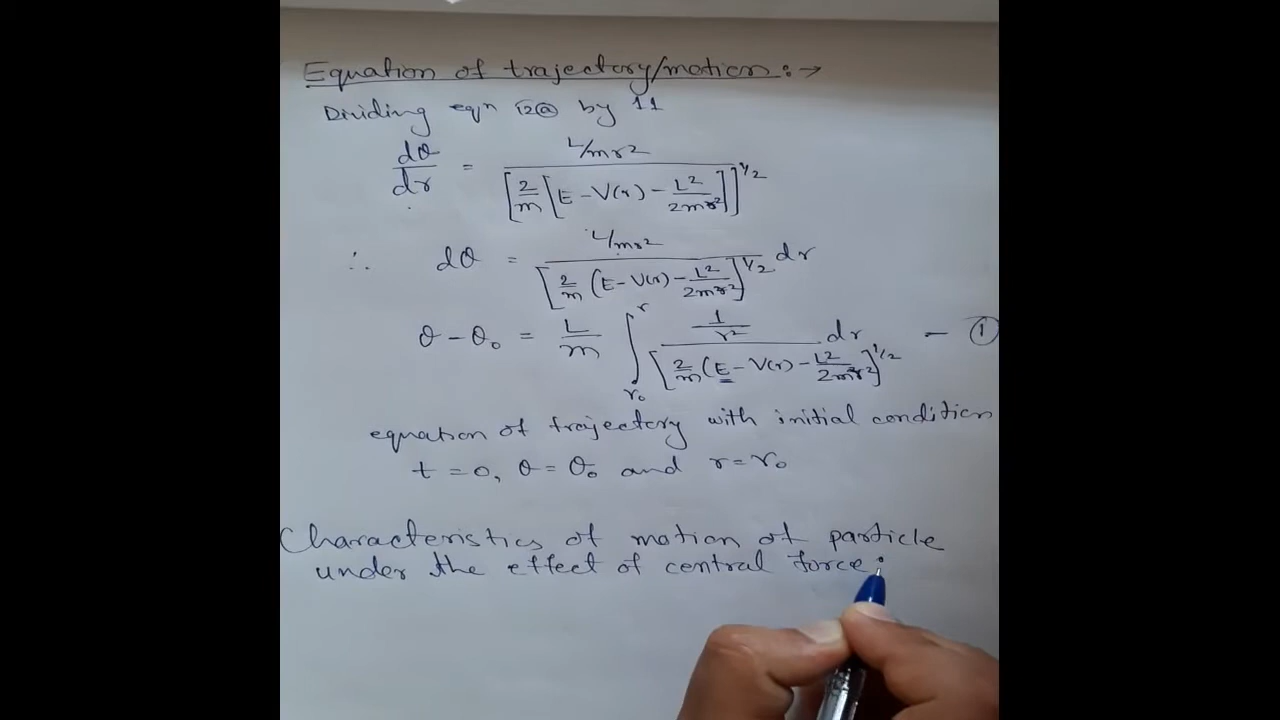 Equation of trajectory/motion :→
Dividing eqn 12ⓐ by 11
dθ/dr = (L/mr²) / [2/m [E - V(r) - L²/2mr²]]^1/2
∴ dθ = (L/mr²) / [2/m (E - V(r) - L²/2mr²)]^1/2 dr
θ - θ₀ = L/m ∫_r₀^r (1/r²) / [2/m (E - V(r) - L²/2mr²)]^1/2 dr — ①
equation of trajectory with initial condition
t = 0, θ = θ₀ and r = r₀
Characteristics of motion of particle
under the effect of central force: